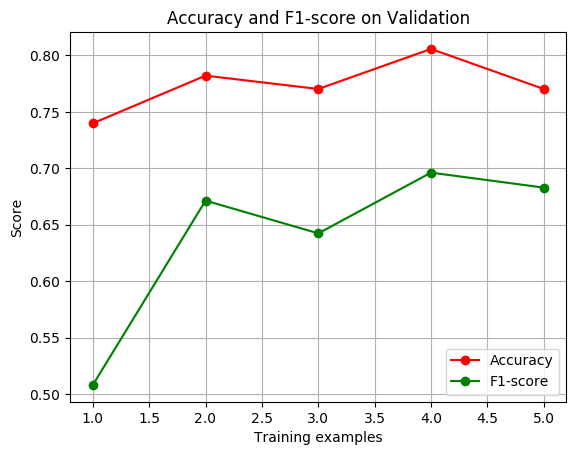 Accuracy and F1-score on Validation
0.80
0.75
0.70
0.65
0.60
0.55
0.50
Score
Accuracy
F1-score
1.0 1.5 2.0 2.5 3.0 3.5 4.0 4.5 5.0
Training examples